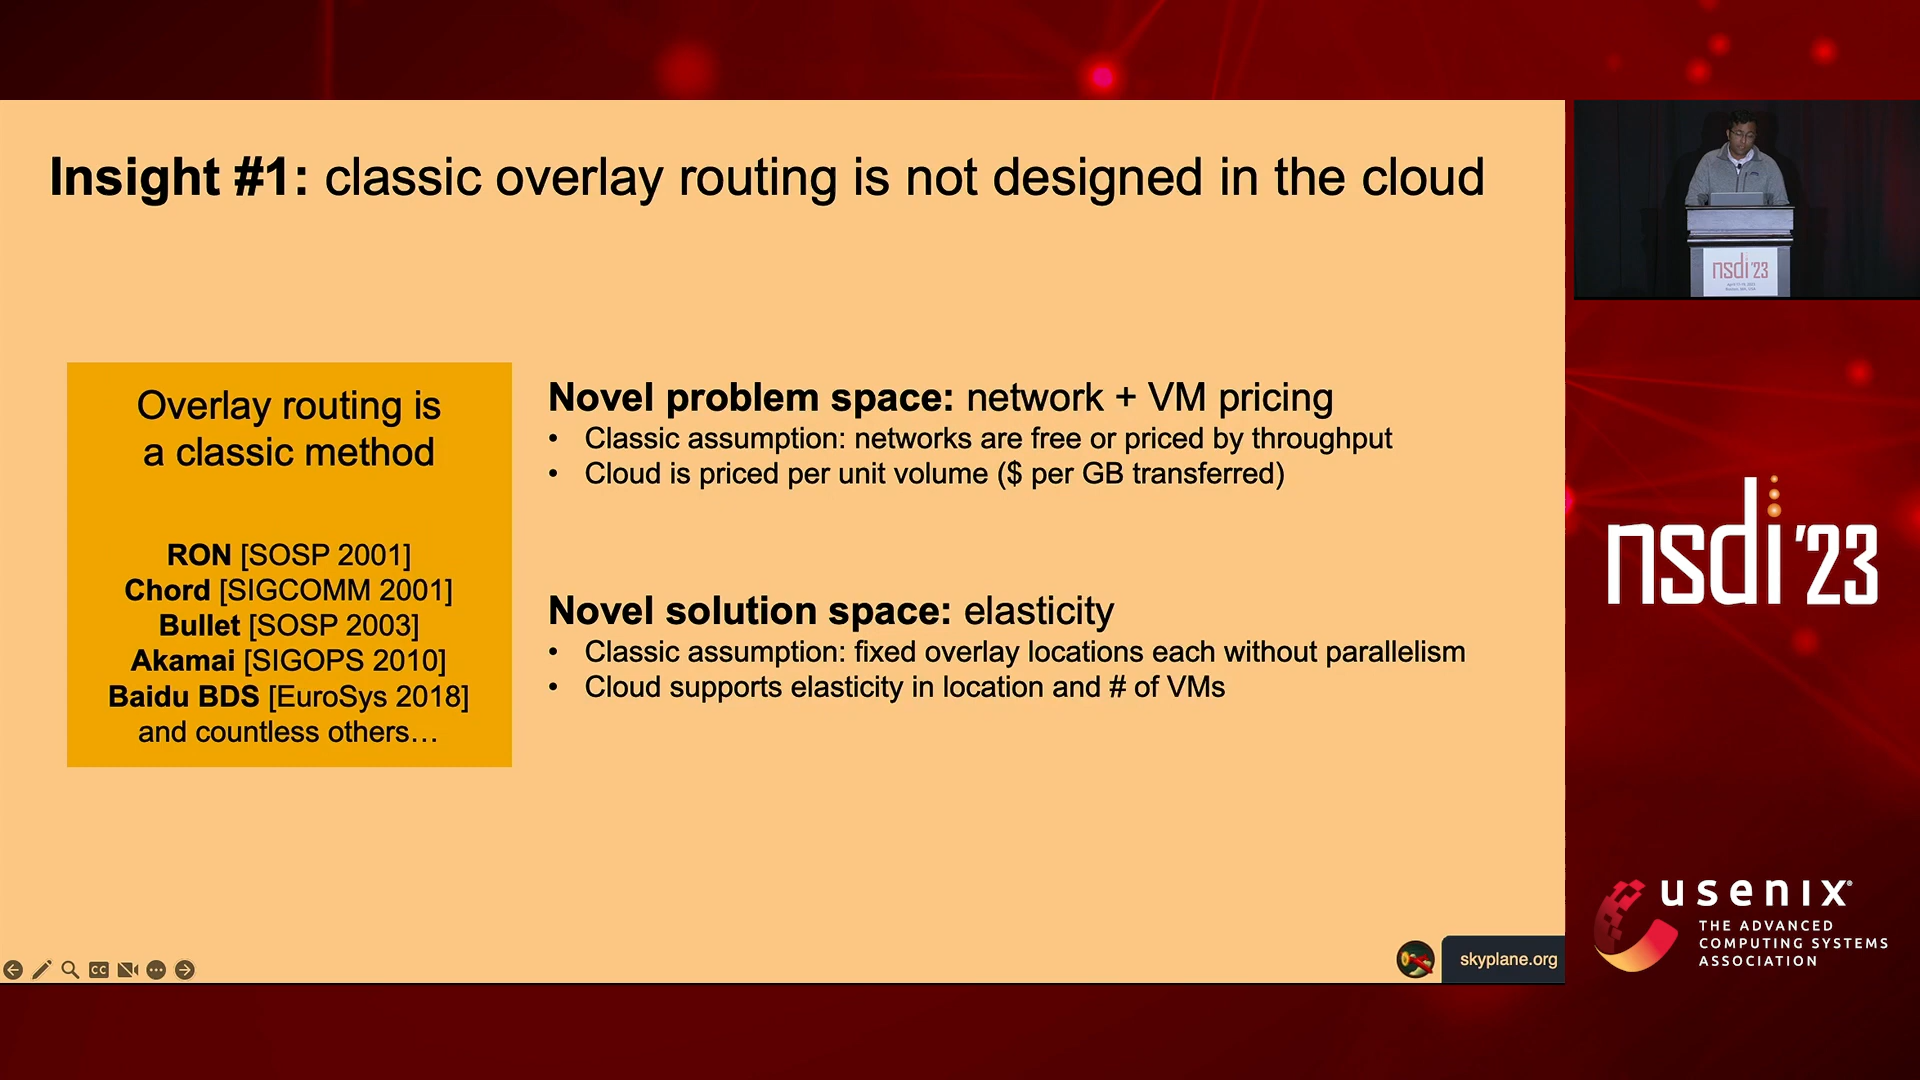 Insight #1: classic overlay routing is not designed in the cloud
Overlay routing is
a classic method
RON [SOSP 2001]
Chord [SIGCOMM 2001]
Bullet [SOSP 2003]
Akamai [SIGOPS 2010]
Baidu BDS [EuroSys 2018]
and countless others…
Novel problem space: network + VM pricing
• Classic assumption: networks are free or priced by throughput
• Cloud is priced per unit volume ($ per GB transferred)
Novel solution space: elasticity
• Classic assumption: fixed overlay locations each without parallelism
• Cloud supports elasticity in location and # of VMs
CC
skyplane.org
nsdi '23
nsdi '23
usenix®
THE ADVANCED
COMPUTING SYSTEMS
ASSOCIATION